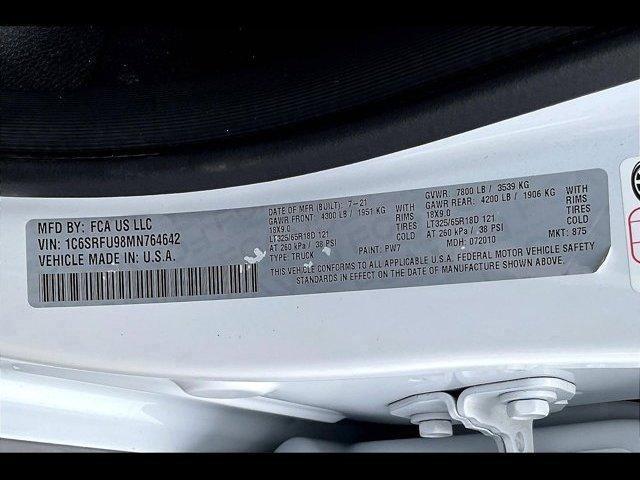 MFD BY: FCA US LLC
VIN: 1C6SRFU98MN764642
VEHICLE MADE IN: U.S.A.
DATE OF MFR (BUILT): 7-21
GAWR FRONT: 4300 LB / 1951 KG WITH
18X9.0 RIMS
LT325/65R18D 121 TIRES
AT 260 kPa / 38 PSI
TYPE: TRUCK PAINT: PW7
GVWR: 7800 LB / 3539 KG
GAWR REAR: 4200 LB / 1906 KG WITH
18X9.0 RIMS
LT325/65R18D 121 TIRES
AT 260 kPa / 38 PSI MKT: 875
MDH: 072010
THIS VEHICLE CONFORMS TO ALL APPLICABLE U.S.A. FEDERAL MOTOR VEHICLE SAFETY
STANDARDS IN EFFECT ON THE DATE OF MANUFACTURE SHOWN ABOVE.